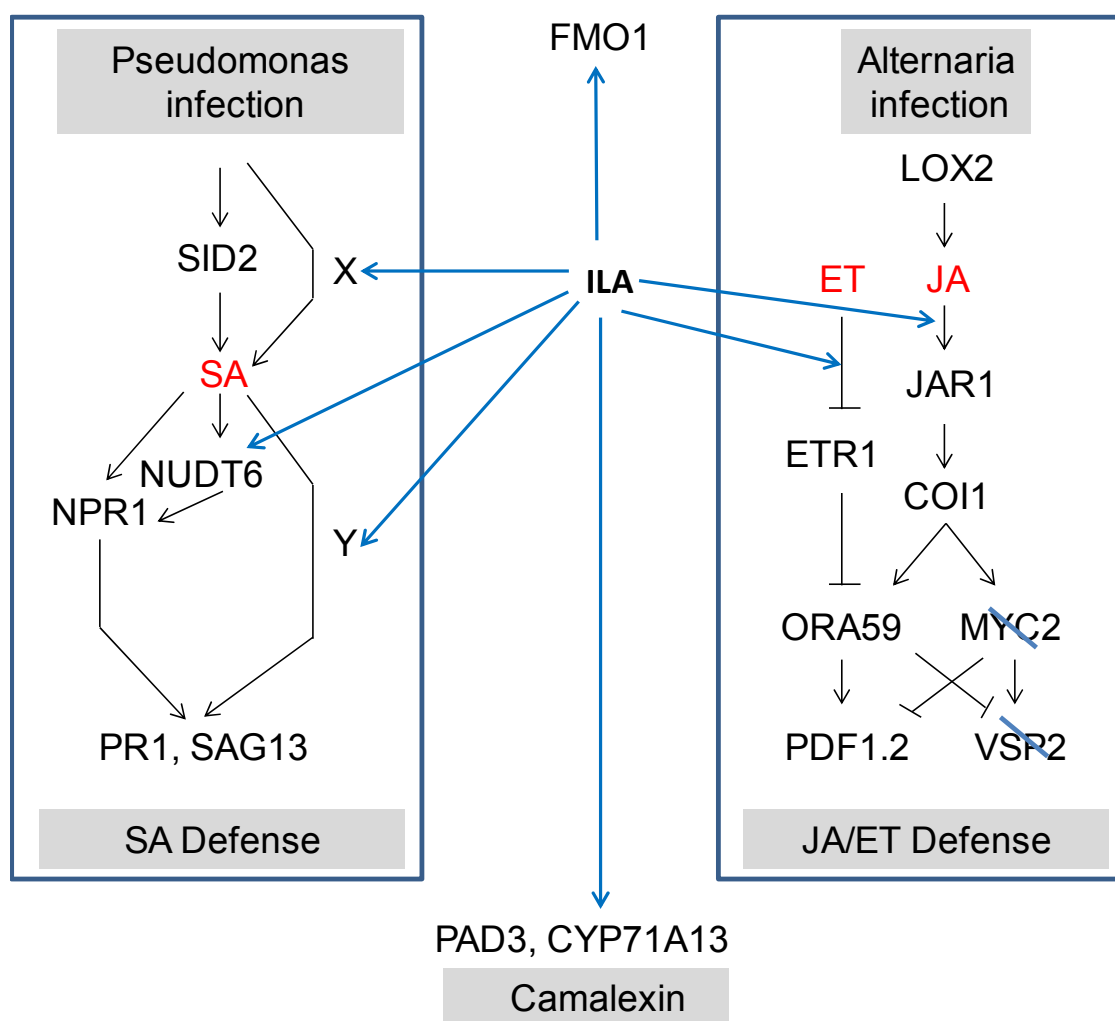 Pseudomonas
infection
SID2
X
SA
NUDT6
NPR1
Y
PR1, SAG13
SA Defense
FMO1
ILA
PAD3, CYP71A13
Camalexin
Alternaria
infection
LOX2
ET
JA
JAR1
ETR1
COI1
ORA59
MYC2
PDF1.2
VSP2
JA/ET Defense